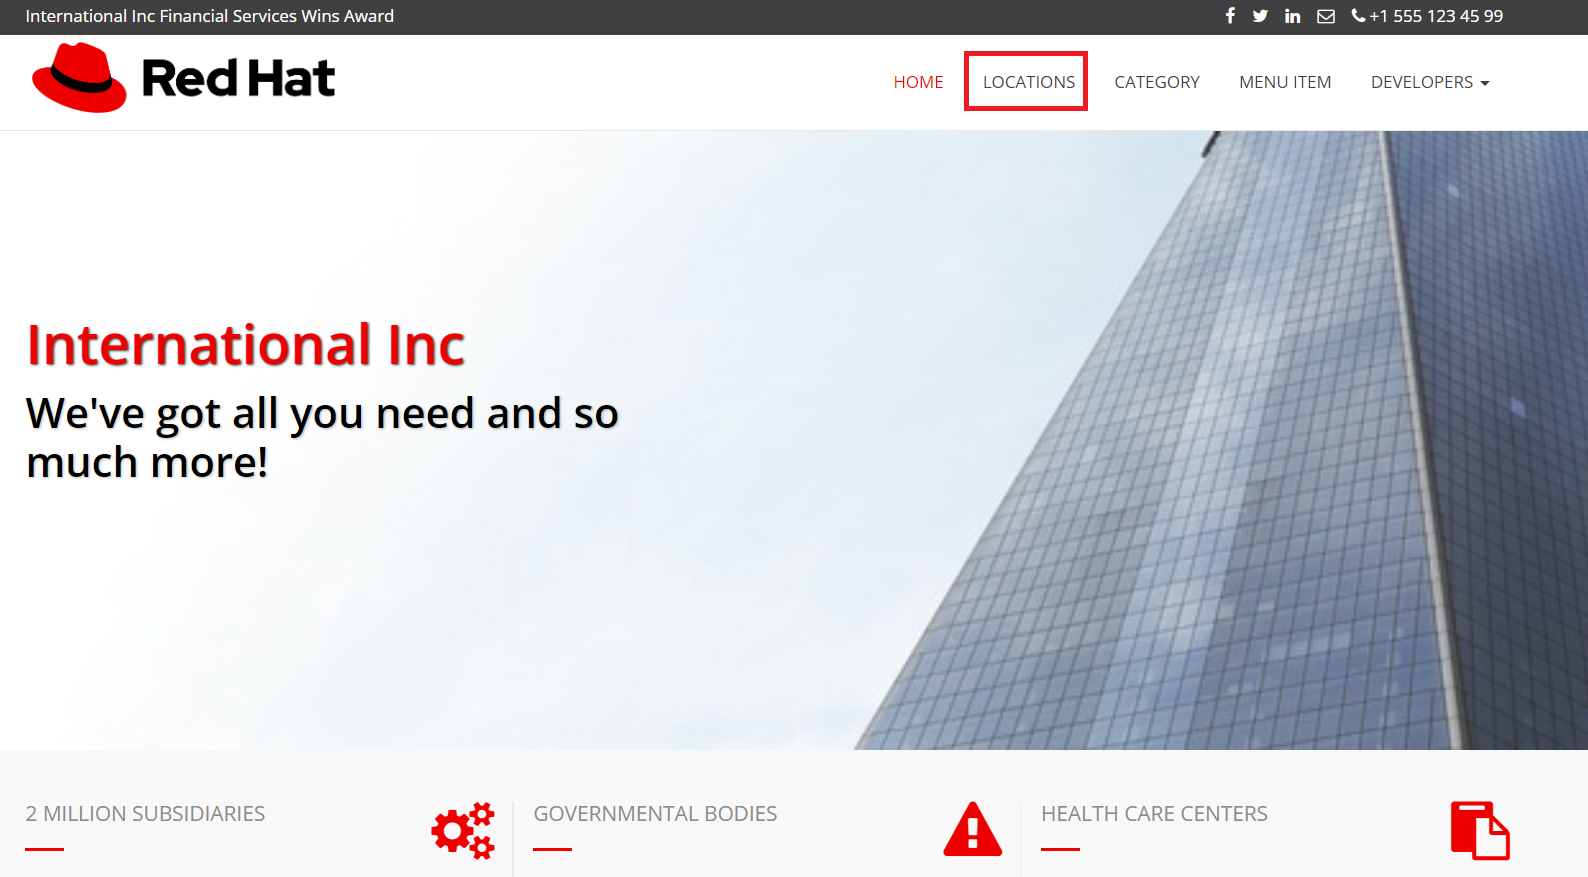 International Inc Financial Services Wins Award
+1 555 123 45 99
Red Hat
HOME
LOCATIONS
CATEGORY
MENU ITEM
DEVELOPERS
International Inc
We've got all you need and so
much more!
2 MILLION SUBSIDIARIES
GOVERNMENTAL BODIES
HEALTH CARE CENTERS